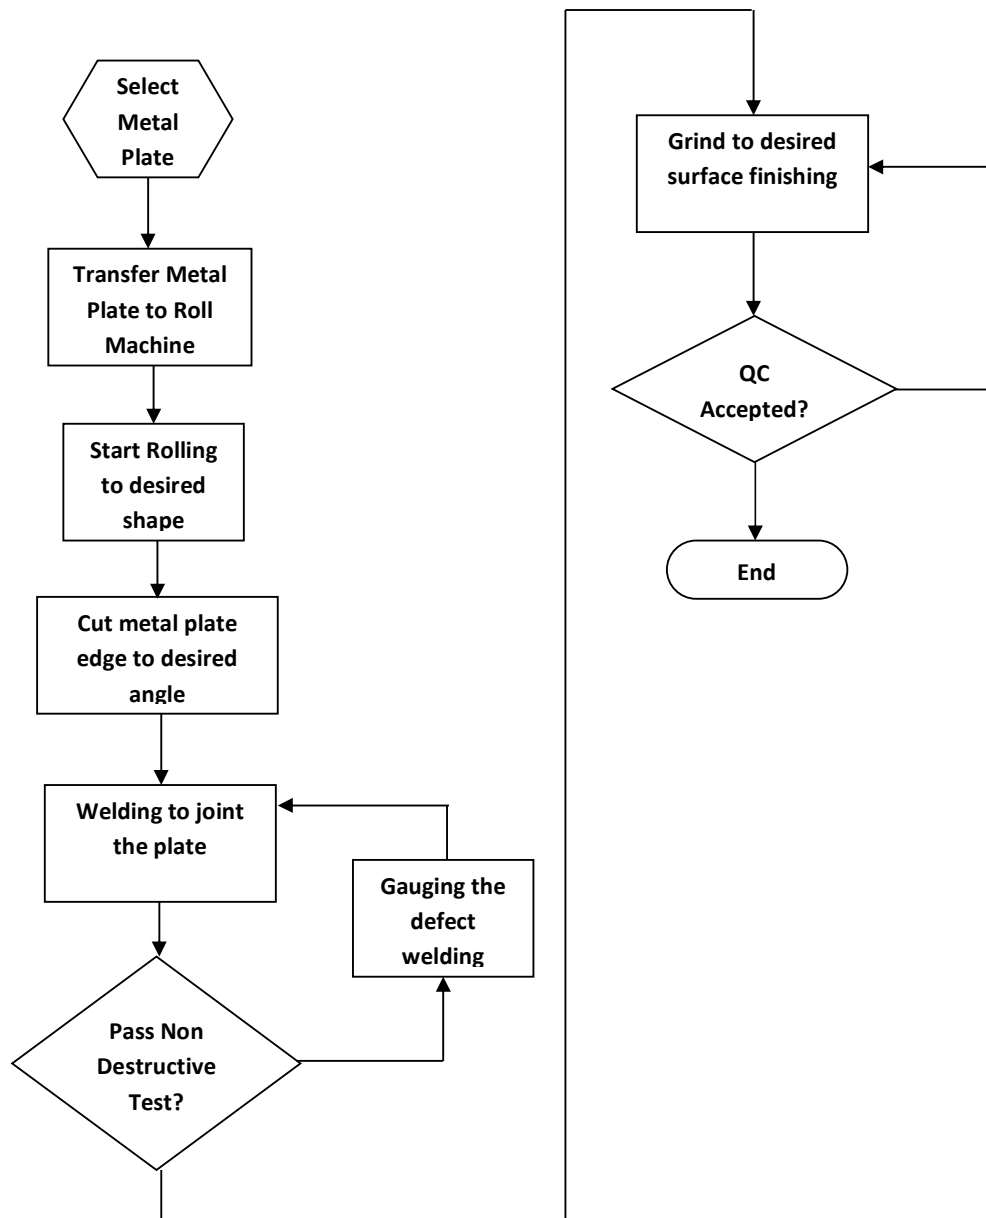 Select
Metal
Plate
Transfer Metal
Plate to Roll
Machine
Start Rolling
to desired
shape
Cut metal plate
edge to desired
angle
Welding to joint
the plate
Gauging the
defect
welding
Pass Non
Destructive
Test?
Grind to desired
surface finishing
QC
Accepted?
End